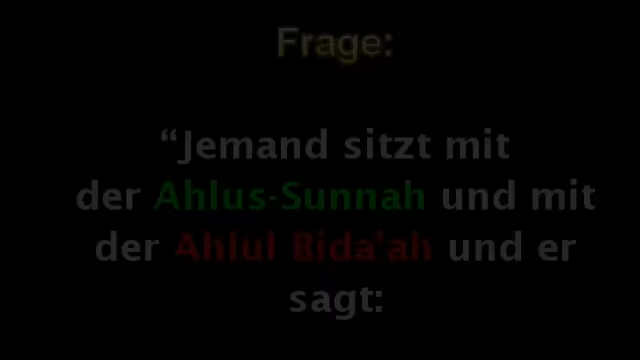 Frage:
“Jemand sitzt mit
der Ahlus-Sunnah und mit
der Ahlul Bida'ah und er
sagt: